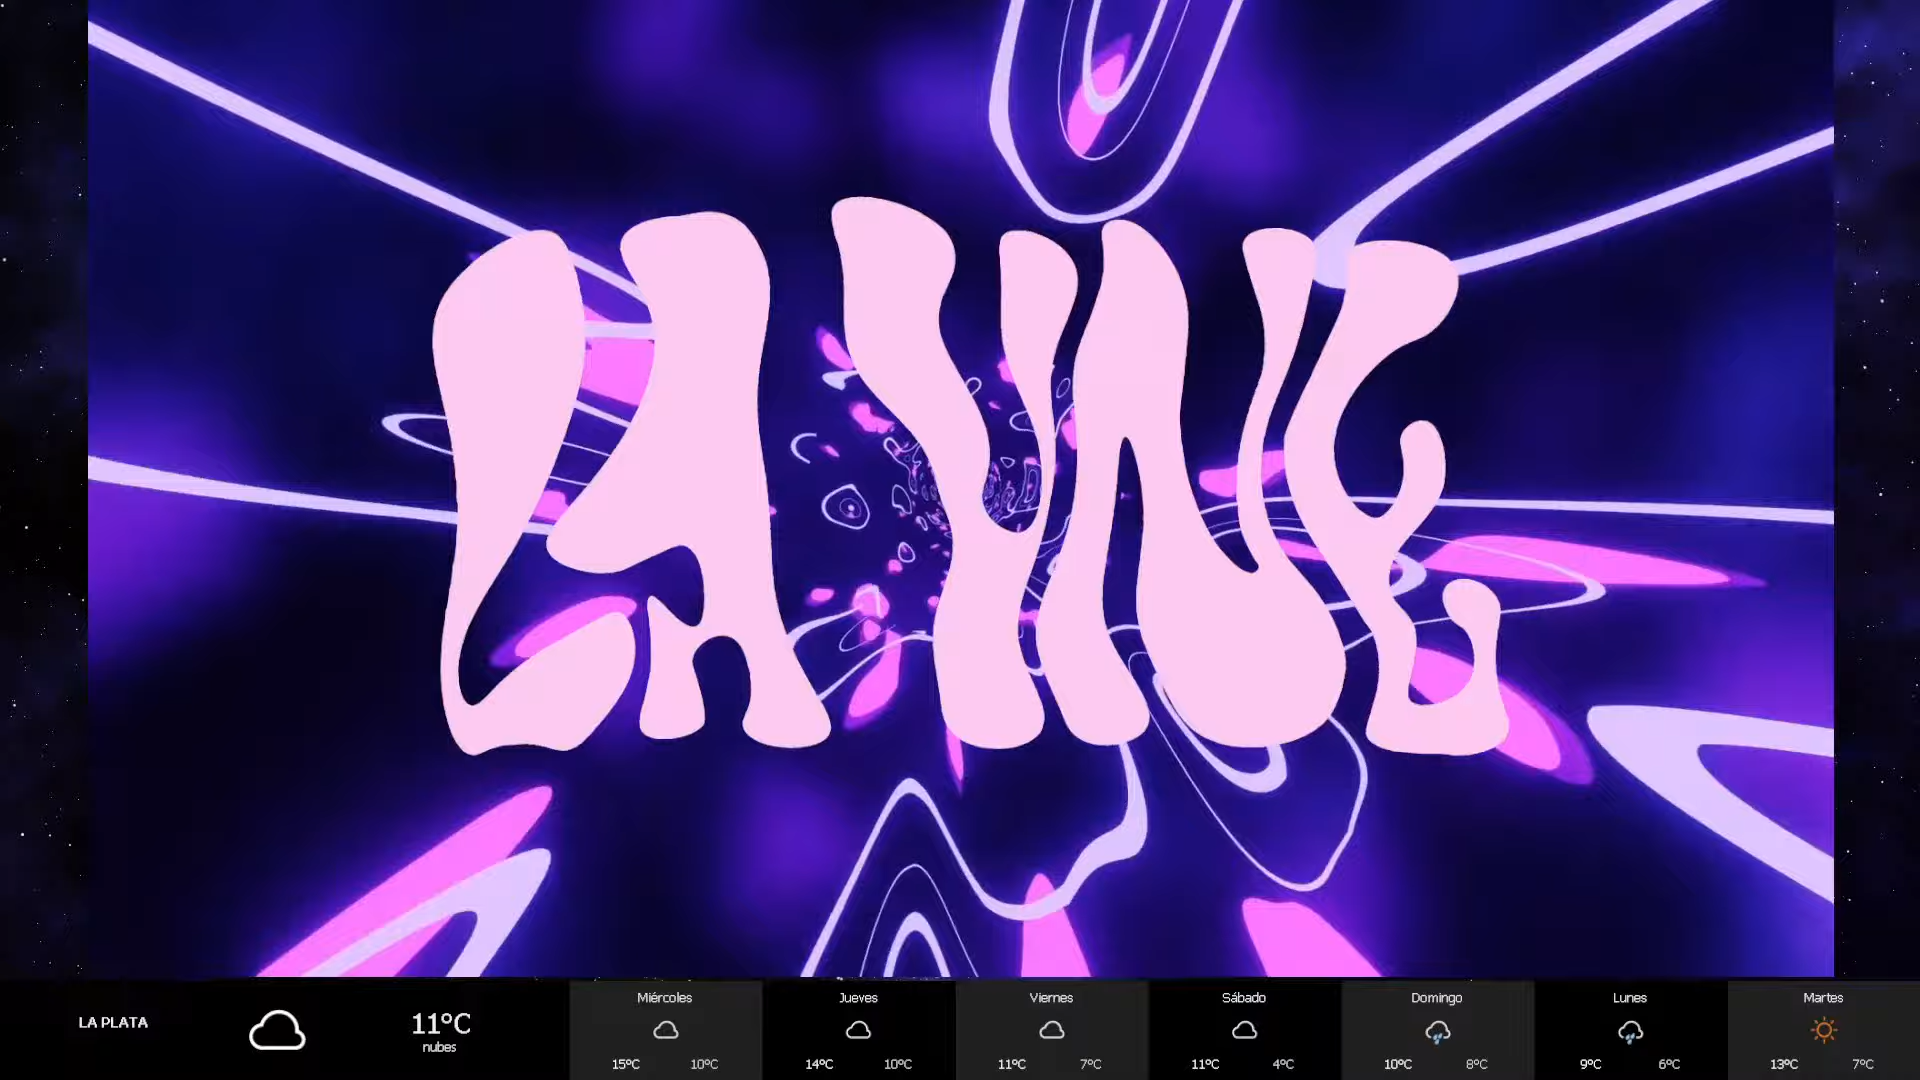 LAYNE
LA PLATA
11°C
nubes
Miércoles
15°C 10°C
Jueves
14°C 10°C
Viernes
11°C 7°C
Sábado
11°C 4°C
Domingo
10°C 8°C
Lunes
9°C 6°C
Martes
13°C 7°C